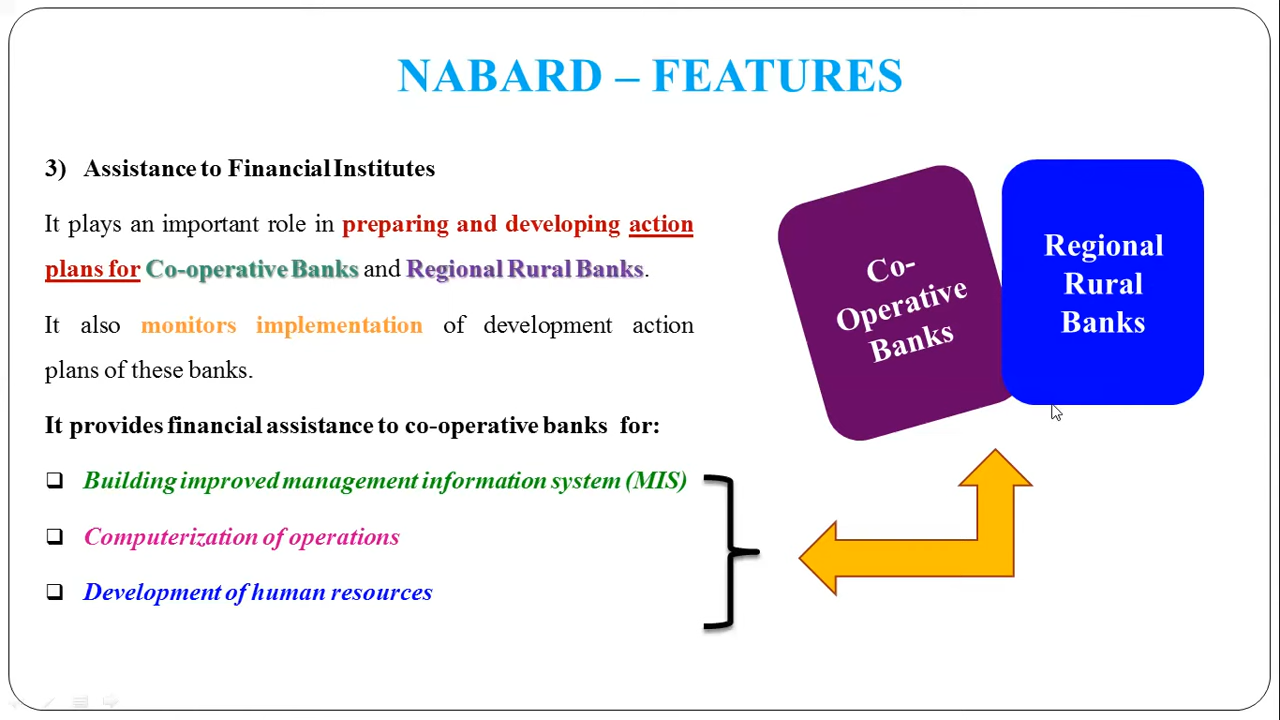 NABARD – FEATURES
3) Assistance to Financial Institutes
It plays an important role in preparing and developing action
plans for Co-operative Banks and Regional Rural Banks.
It also monitors implementation of development action
plans of these banks.
It provides financial assistance to co-operative banks for:
Building improved management information system (MIS)
Computerization of operations
Development of human resources
Co-
Operative
Banks
Regional
Rural
Banks